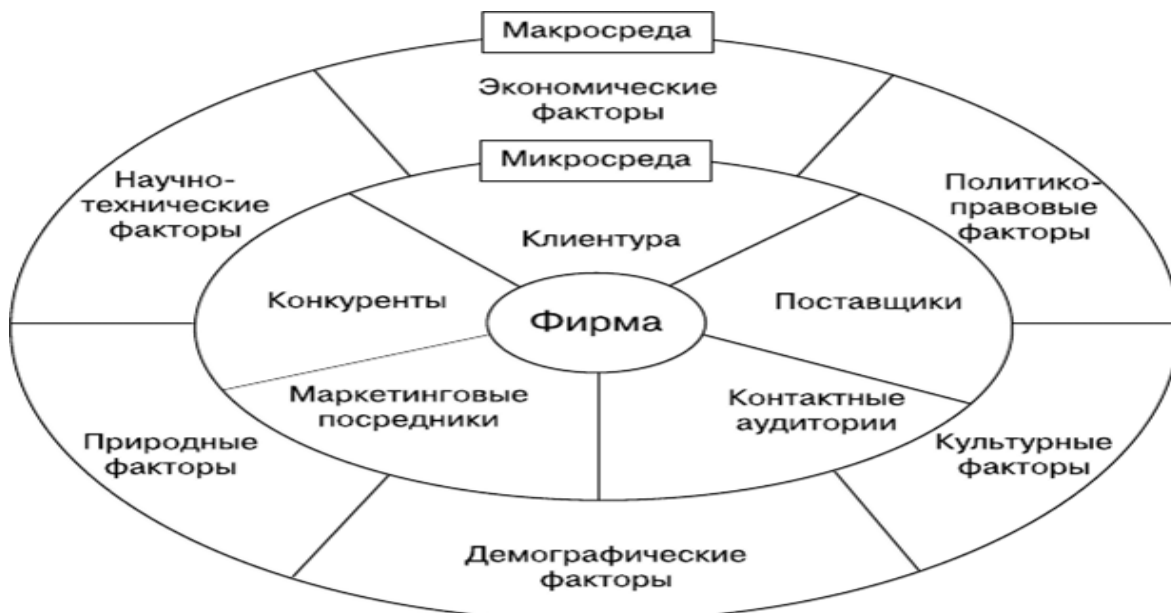 Макросреда
Экономические
факторы
Микросреда
Научно-
технические
факторы
Политико-
правовые
факторы
Клиентура
Конкуренты
Поставщики
Фирма
Маркетинговые
посредники
Контактные
аудитории
Природные
факторы
Культурные
факторы
Демографические
факторы